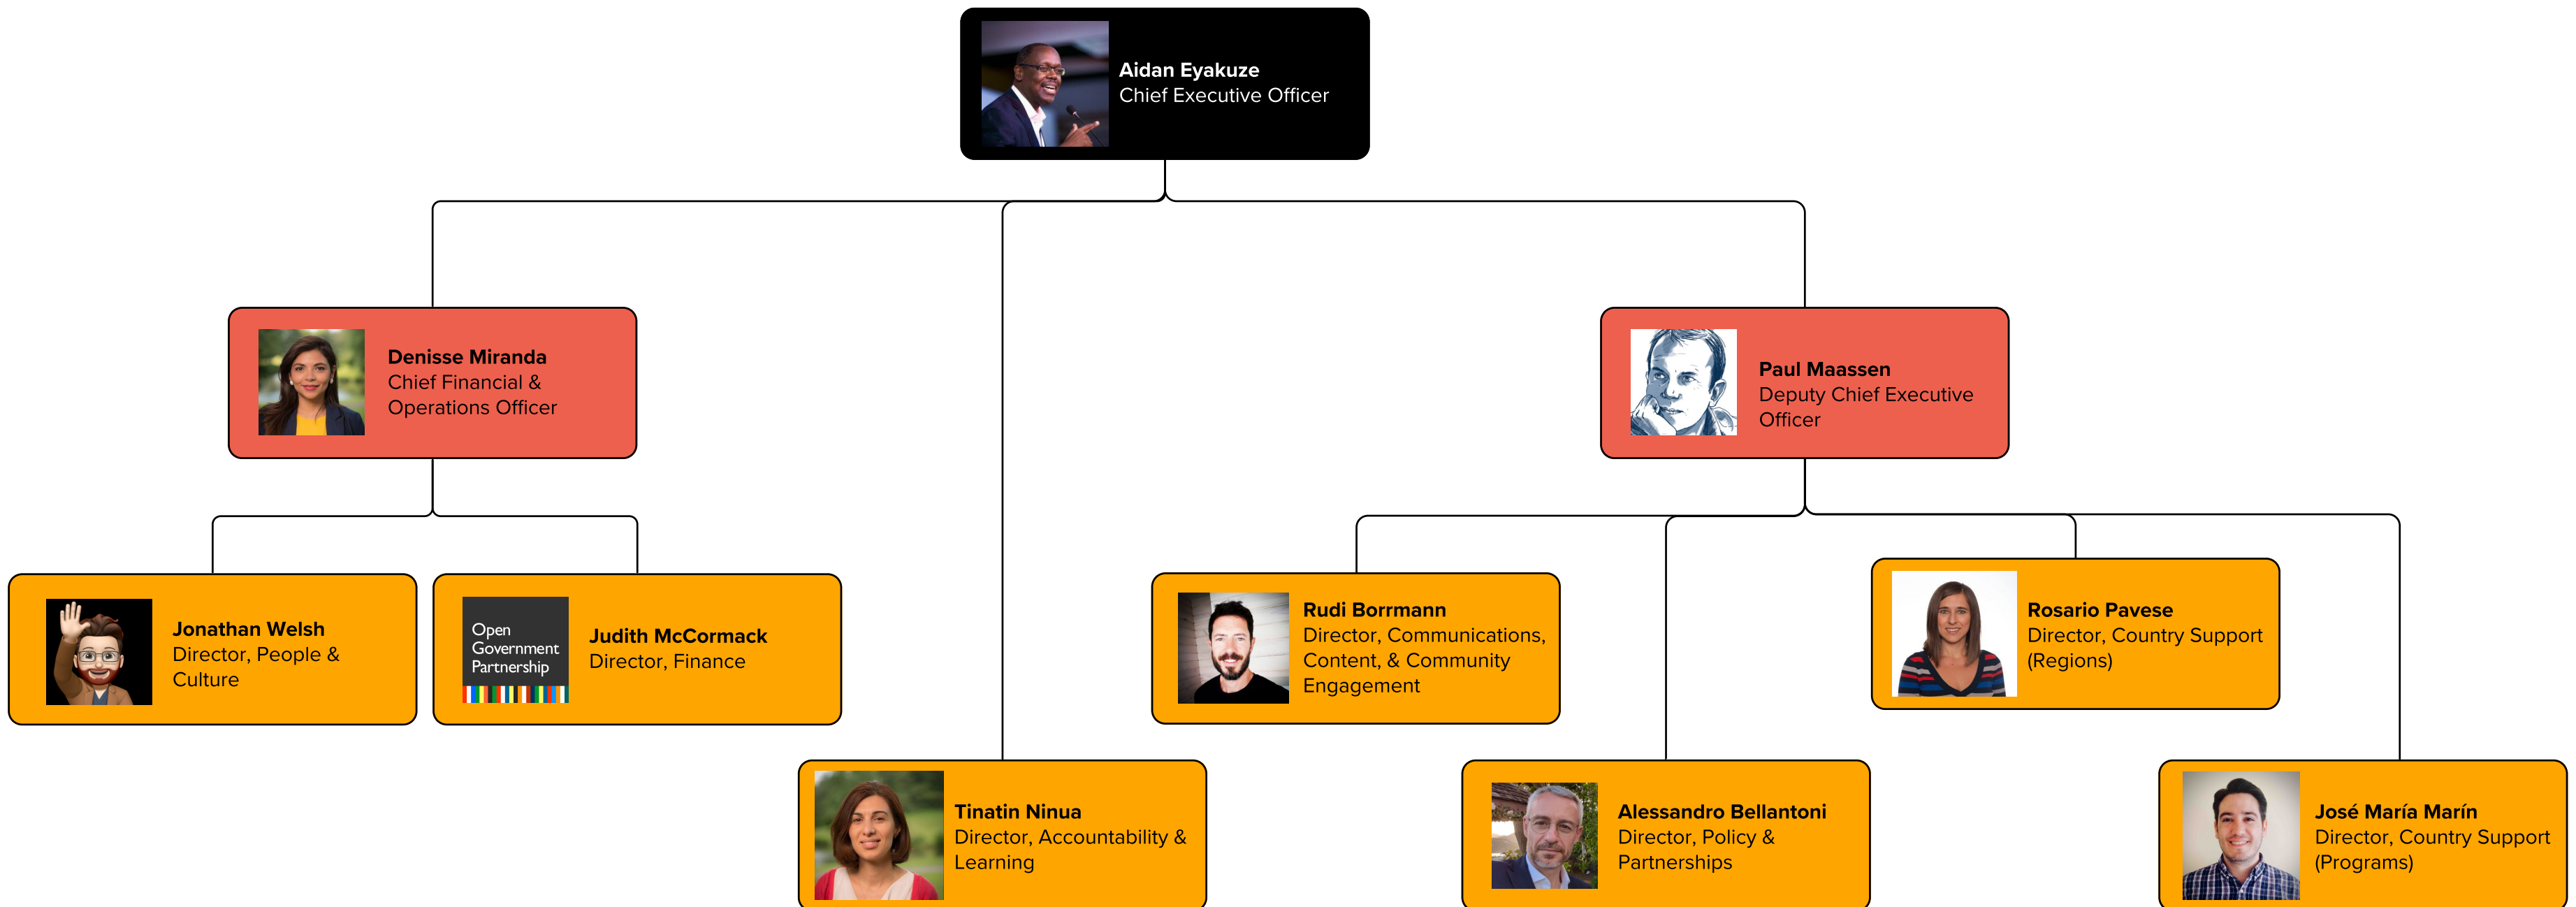 Aidan Eyakuze
Chief Executive Officer
Denisse Miranda
Chief Financial &
Operations Officer
Paul Maassen
Deputy Chief Executive
Officer
Jonathan Welsh
Director, People &
Culture
Open
Government
Partnership
Judith McCormack
Director, Finance
Rudi Borrmann
Director, Communications,
Content, & Community
Engagement
Rosario Pavese
Director, Country Support
(Regions)
Tinatin Ninua
Director, Accountability &
Learning
Alessandro Bellantoni
Director, Policy &
Partnerships
José María Marín
Director, Country Support
(Programs)